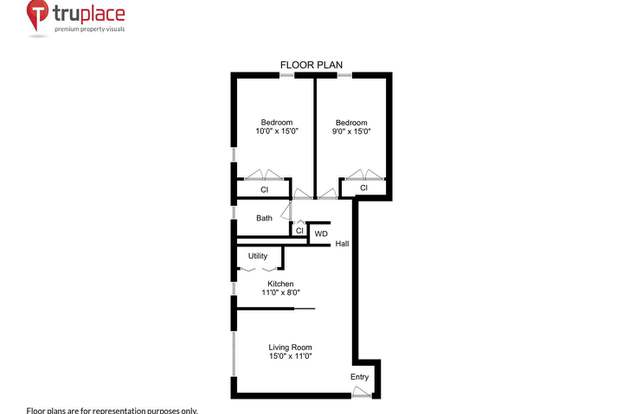 truplace
premium property visuals
FLOOR PLAN
Bedroom
10'0" x 15'0"
Bedroom
9'0" x 15'0"
Cl
Cl
Bath
Cl
WD
Hall
Utility
Kitchen
11'0" x 8'0"
Living Room
15'0" x 11'0"
Entry
Floor plans are for representation purposes only.